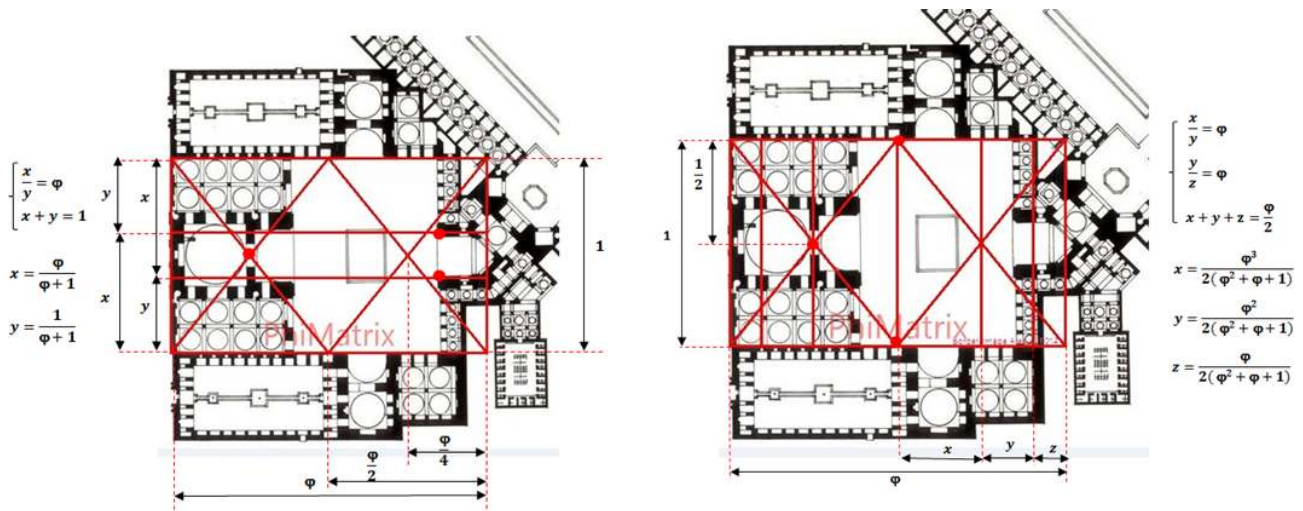 x/y = φ
x + y = 1
x = φ/(φ+1)
y = 1/(φ+1)
y
x
x
y
1
PhiMatrix
φ/4
φ/2
φ
1/2
1
PhiMatrix
x
y
z
φ
x/y = φ
y/z = φ
x + y + z = φ/2
x = φ³/(2(φ² + φ + 1))
y = φ²/(2(φ² + φ + 1))
z = φ/(2(φ² + φ + 1))